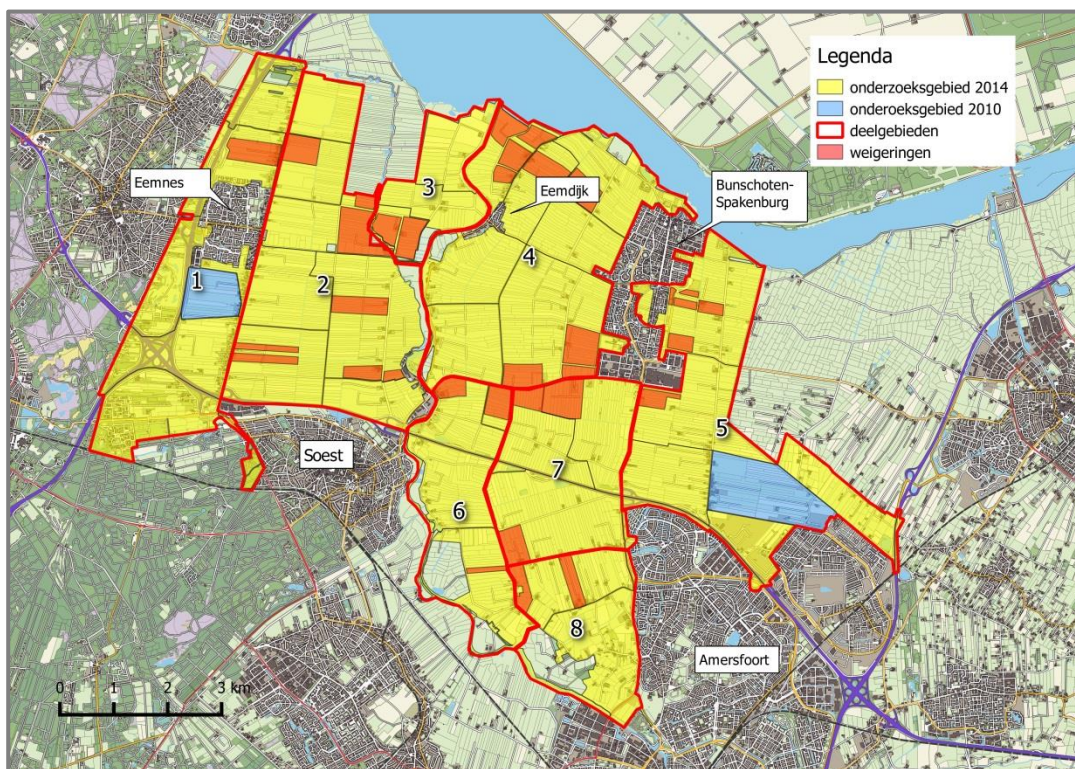 Legenda
onderzoeksgebied 2014
onderoeksgebied 2010
deelgebieden
weigeringen
Eemnes
Eemdijk
Bunschoten-
Spakenburg
3
4
1
2
5
Soest
7
6
8
Amersfoort
0 1 2 3 km